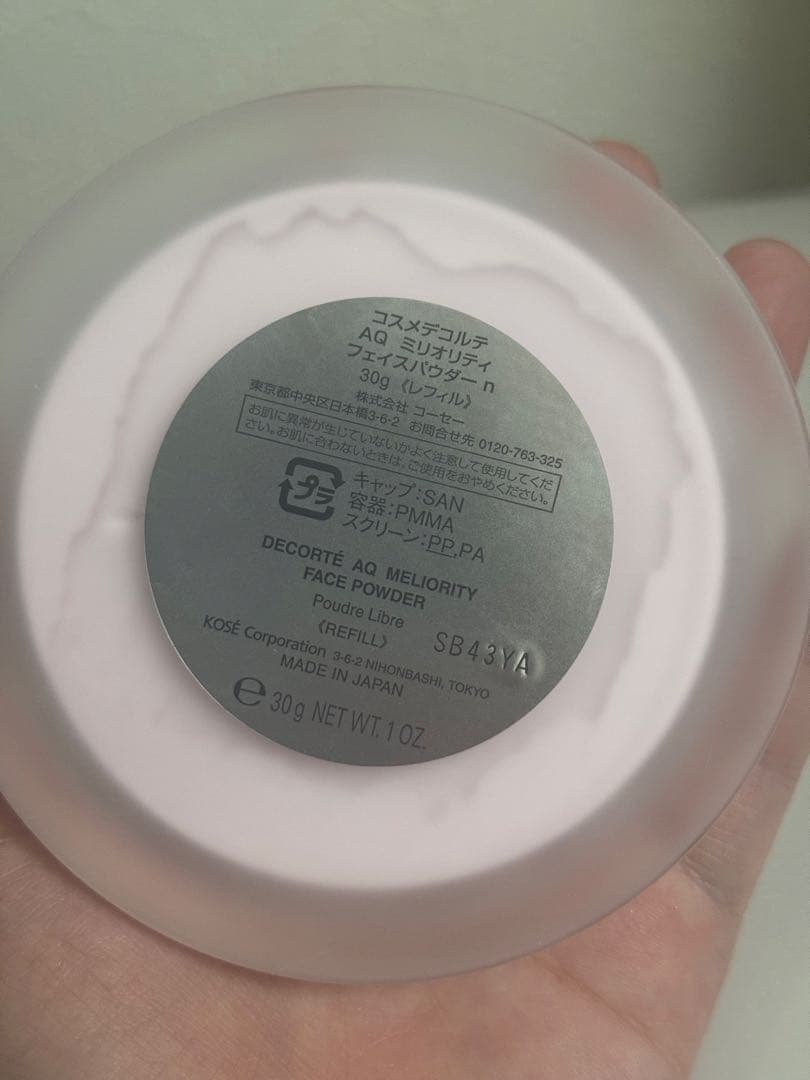 コスメデコルテ
AQ ミリオリティ
フェイスパウダー n
30g 《レフィル》
株式会社 コーセー
東京都中央区日本橋3-6-2 お問合せ先 0120-763-325
お肌に異常が生じていないかよく注意して使用してくだ
さい。お肌に合わないときは、ご使用をおやめください。
プラ
キャップ:SAN
容器:PMMA
スクリーン:PP,PA
DECORTÉ AQ MELIORITY
FACE POWDER
Poudre Libre
《REFILL》
SB43YA
KOSÉ Corporation 3-6-2 NIHONBASHI, TOKYO
MADE IN JAPAN
℮ 30g NET WT. 1 OZ.